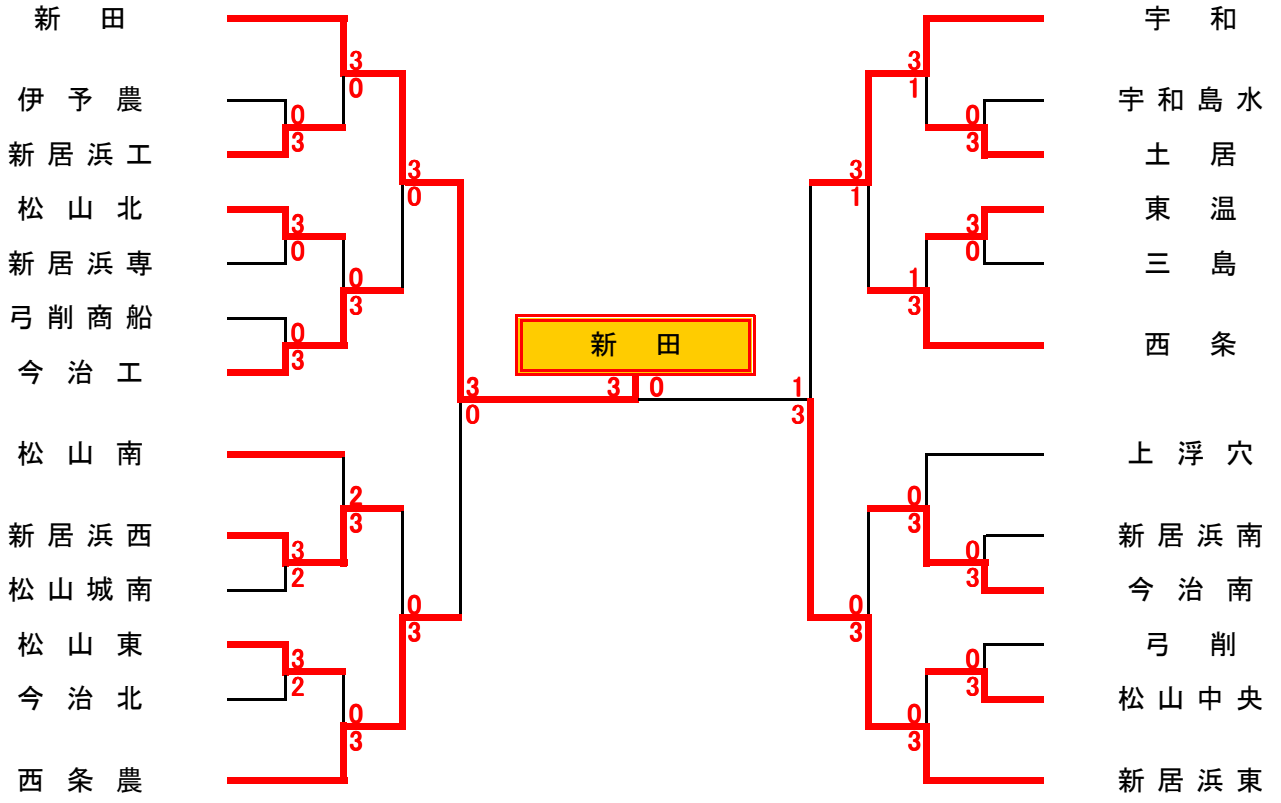 新田
伊予農
新居浜工
松山北
新居浜専
弓削商船
今治工
松山南
新居浜西
松山城南
松山東
今治北
西条農
3
0
0
3
3
0
3
0
0
3
0
3
2
3
3
2
0
3
3
2
0
3
3
0
新田
3 0
1
3
3
1
3
1
0
3
3
0
1
3
0
3
0
3
0
3
0
3
0
3
宇和
宇和島水
土居
東温
三島
西条
上浮穴
新居浜南
今治南
弓削
松山中央
新居浜東